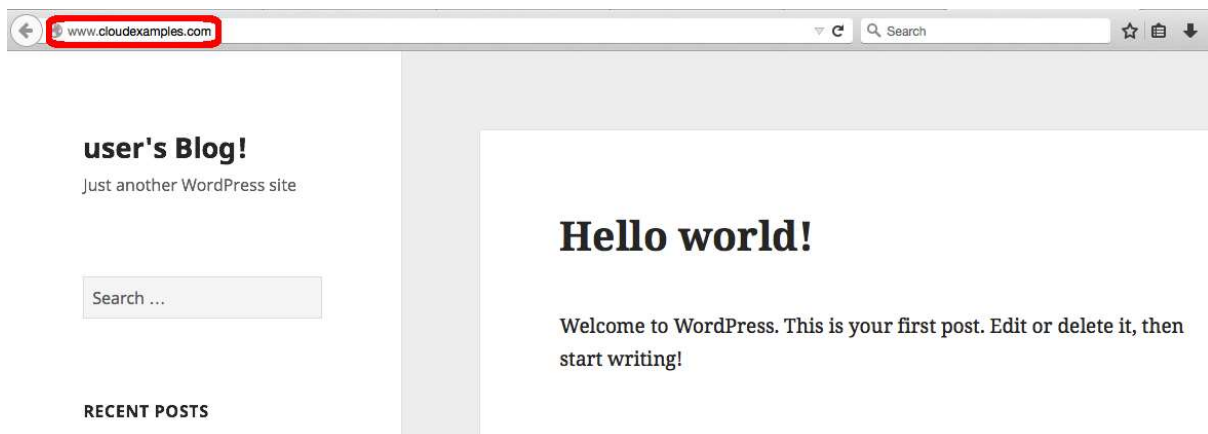 www.cloudexamples.com
Search
user's Blog!
Just another WordPress site
Search ...
RECENT POSTS
Hello world!
Welcome to WordPress. This is your first post. Edit or delete it, then
start writing!